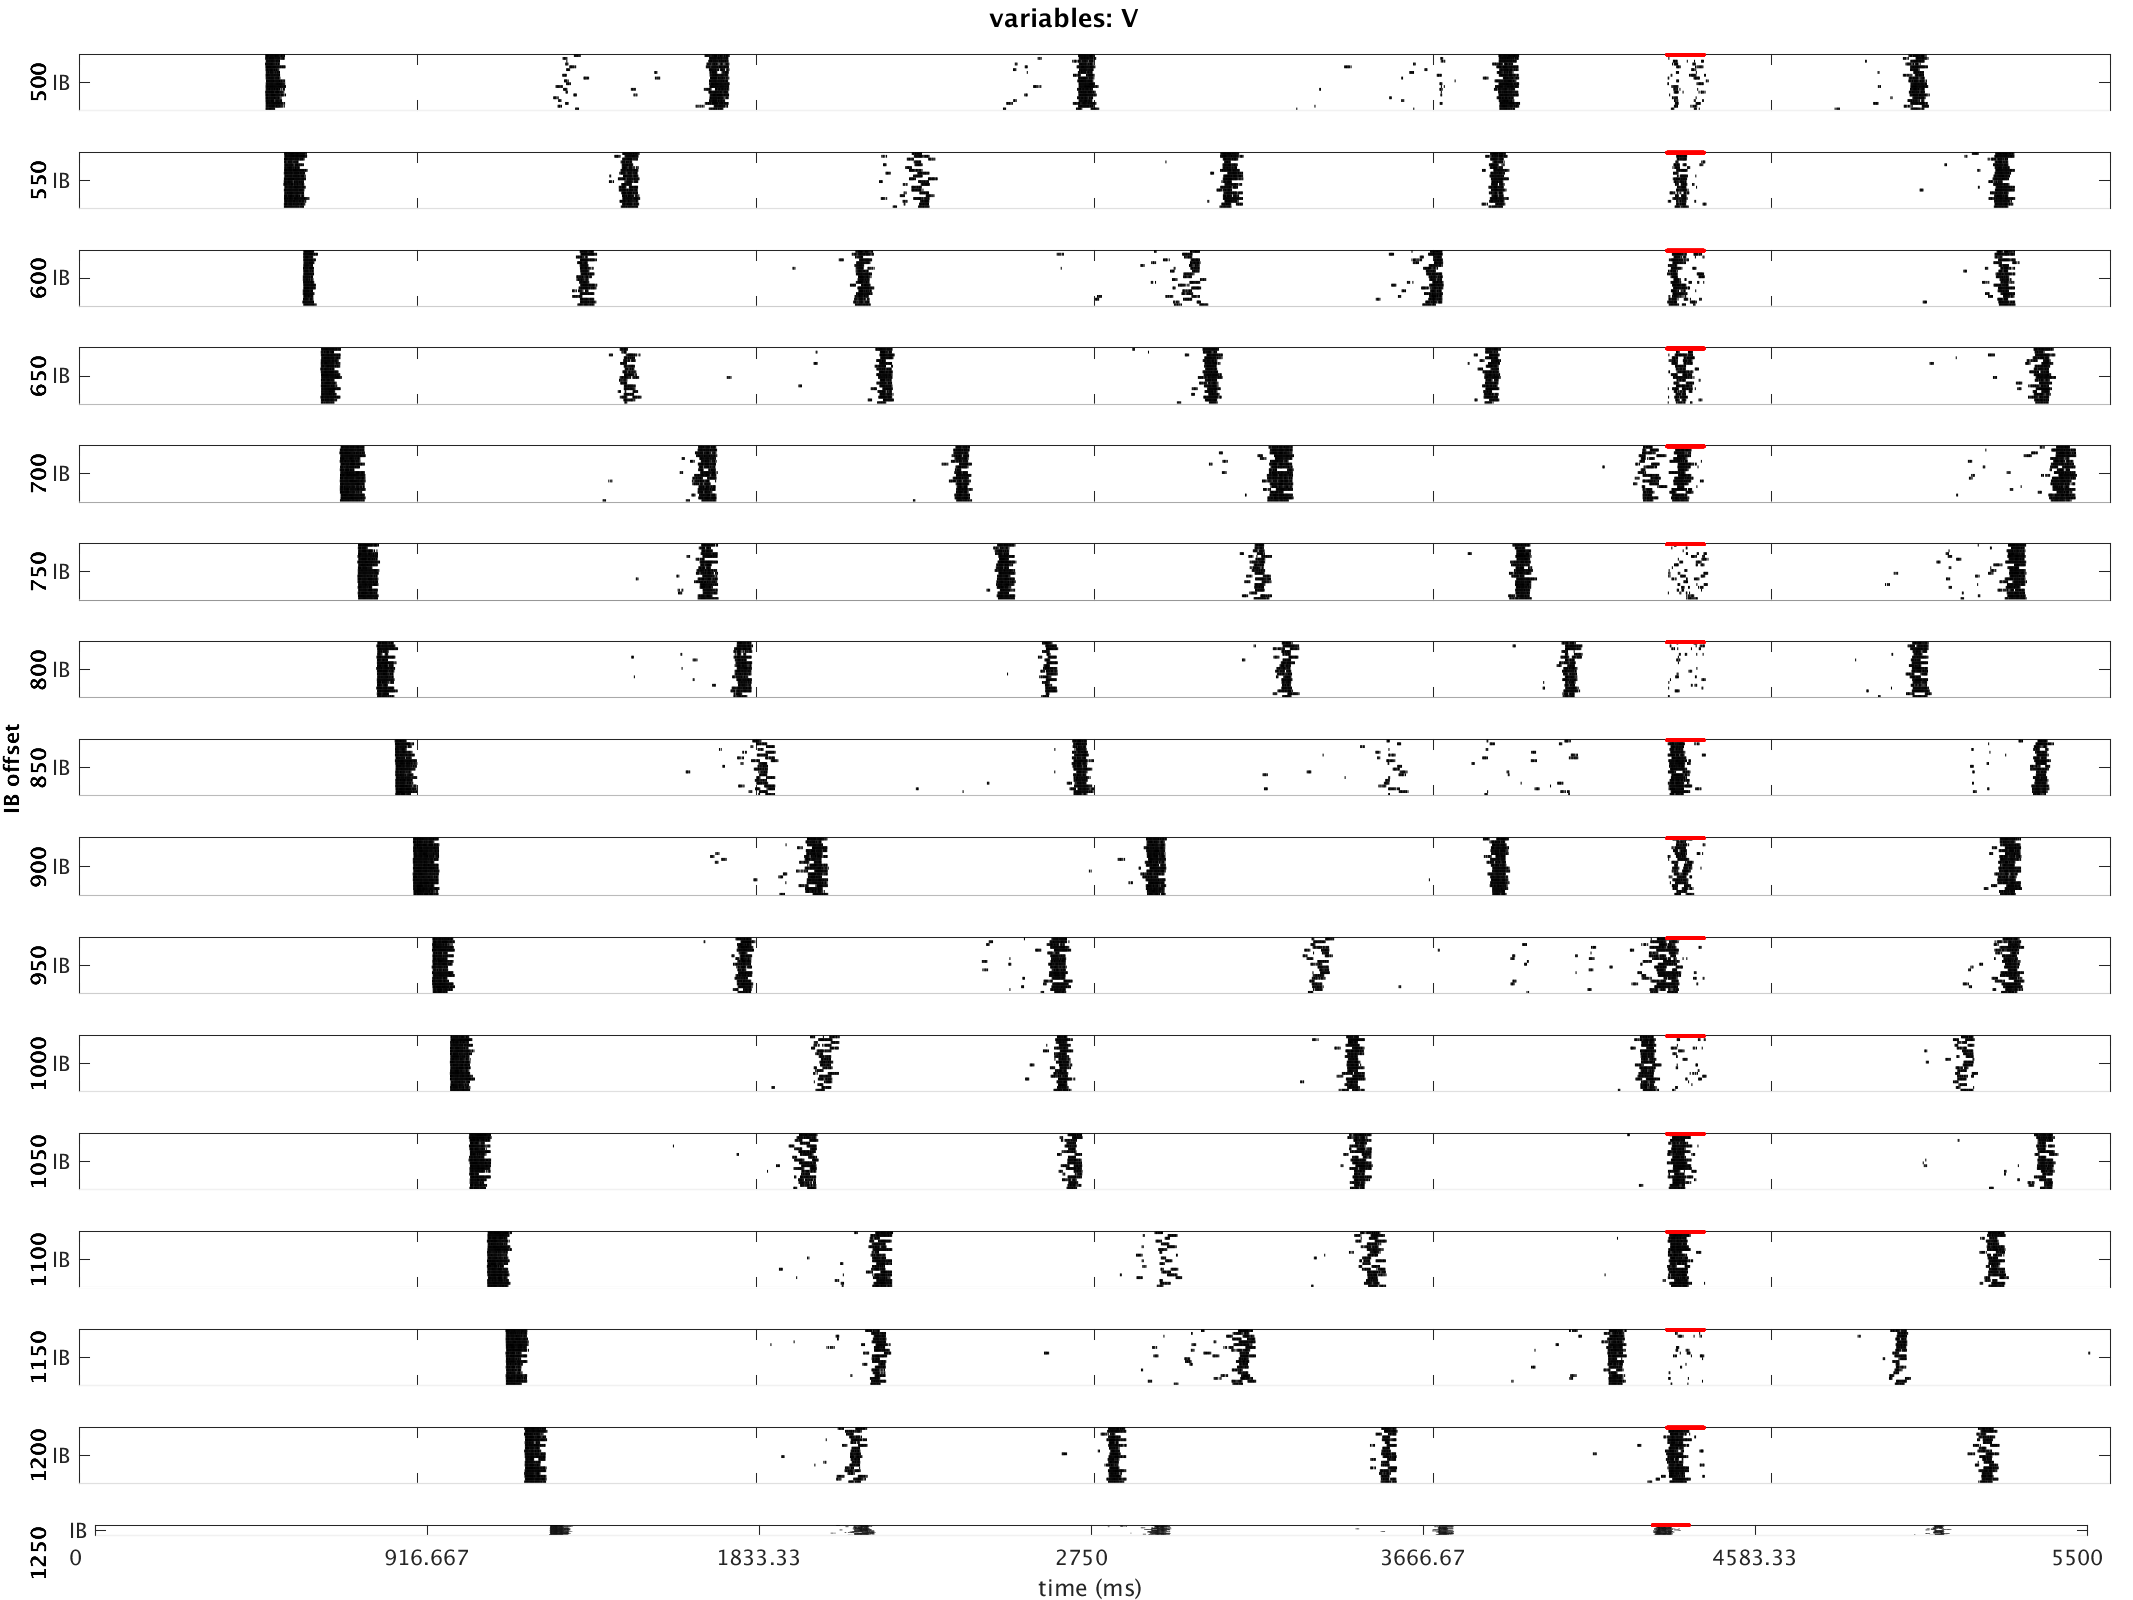 variables: V
IB offset
500 IB
550 IB
600 IB
650 IB
700 IB
750 IB
800 IB
850 IB
900 IB
950 IB
1000 IB
1050 IB
1100 IB
1150 IB
1200 IB
1250 IB
0 916.667 1833.33 2750 3666.67 4583.33 5500
time (ms)